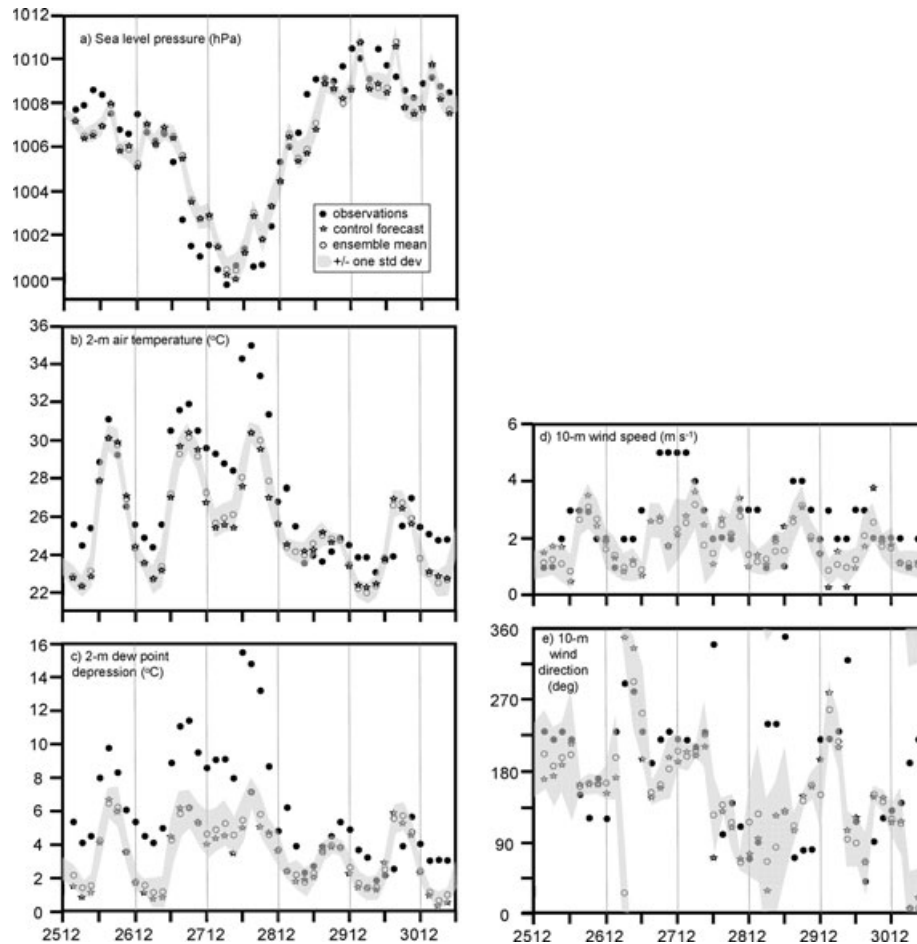 a) Sea level pressure (hPa)
1012
1010
1008
1006
1004
1002
1000
observations
control forecast
ensemble mean
+/- one std dev
b) 2-m air temperature (°C)
36
34
32
30
28
26
24
22
c) 2-m dew point
depression (°C)
16
14
12
10
8
6
4
2
0
2512 2612 2712 2812 2912 3012
d) 10-m wind speed (m s⁻¹)
6
4
2
0
e) 10-m
wind
direction
(deg)
360
270
180
90
0
2512 2612 2712 2812 2912 3012